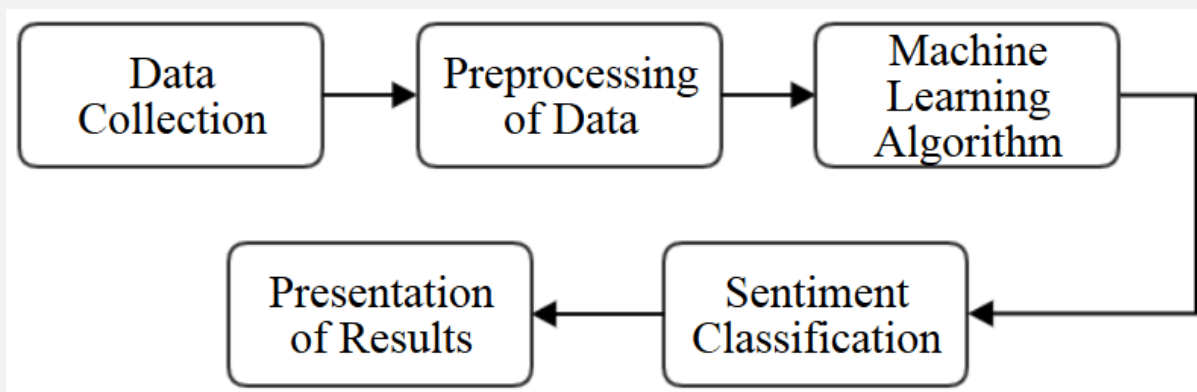 Data
Collection
Preprocessing
of Data
Machine
Learning
Algorithm
Sentiment
Classification
Presentation
of Results